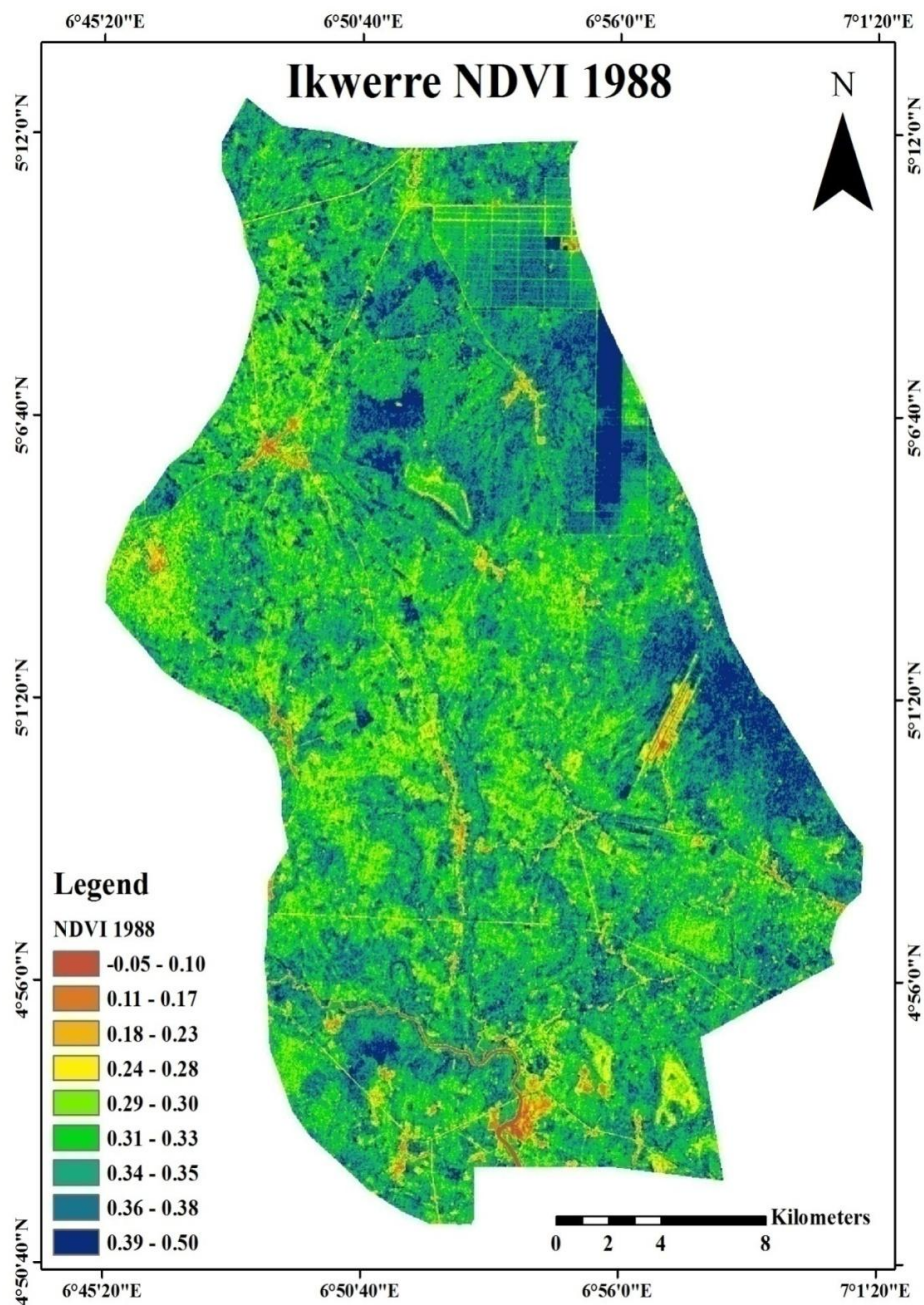 6°45'20"E 6°50'40"E 6°56'0"E 7°1'20"E
Ikwerre NDVI 1988
N
5°12'0"N 5°12'0"N
5°6'40"N 5°6'40"N
5°1'20"N 5°1'20"N
Legend
NDVI 1988
-0.05 - 0.10
4°56'0"N 4°56'0"N
0.11 - 0.17
0.18 - 0.23
0.24 - 0.28
0.29 - 0.30
0.31 - 0.33
0.34 - 0.35
0.36 - 0.38
0.39 - 0.50
Kilometers
0 2 4 8
4°50'40"N 4°50'40"N
6°45'20"E 6°50'40"E 6°56'0"E 7°1'20"E